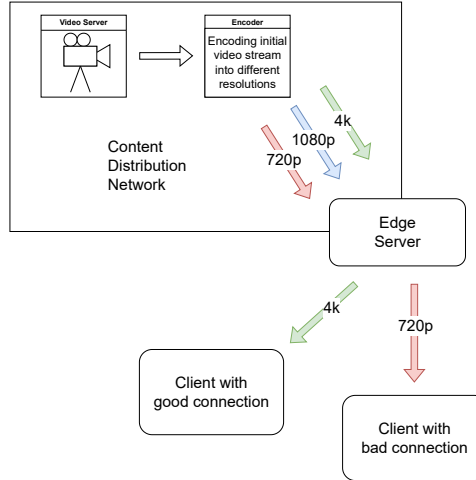 Video Server
Encoder
Encoding initial
video stream
into different
resolutions
4k
1080p
720p
Content
Distribution
Network
Edge
Server
4k
720p
Client with
good connection
Client with
bad connection